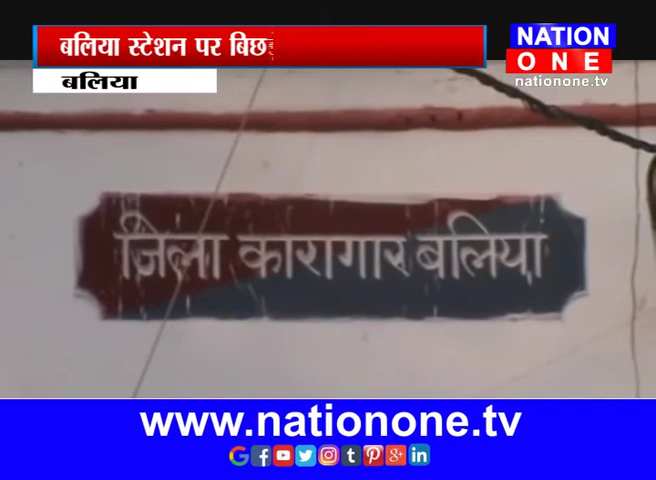 बलिया स्टेशन पर बिछ
NATION
ONE
nationone.tv
बलिया
जिला कारागार बलिया
www.nationone.tv